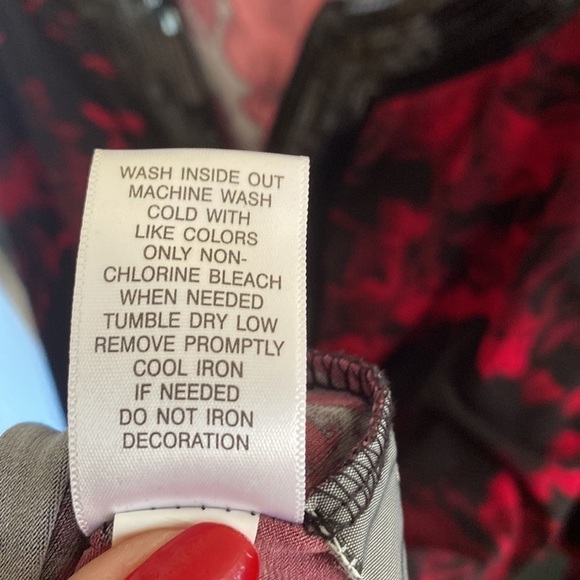 WASH INSIDE OUT
MACHINE WASH
COLD WITH
LIKE COLORS
ONLY NON-
CHLORINE BLEACH
WHEN NEEDED
TUMBLE DRY LOW
REMOVE PROMPTLY
COOL IRON
IF NEEDED
DO NOT IRON
DECORATION